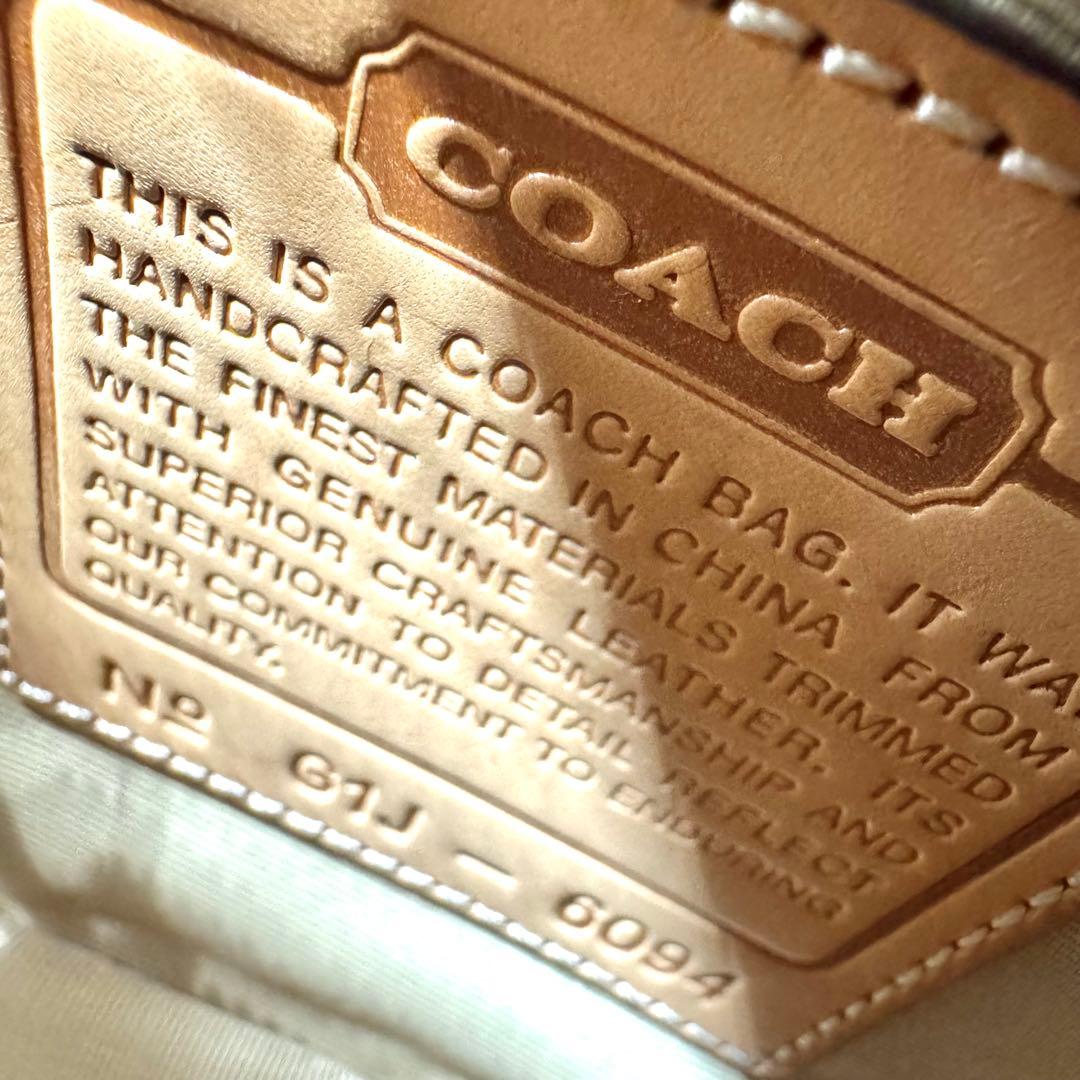 COACH
THIS IS A COACH BAG. IT WAS
HANDCRAFTED IN CHINA FROM
THE FINEST MATERIALS TRIMMED
WITH GENUINE LEATHER. ITS
SUPERIOR CRAFTSMANSHIP AND
ATTENTION TO DETAIL REFLECT
OUR COMMITMENT TO ENDURING
QUALITY.
Nº G1J – 6094